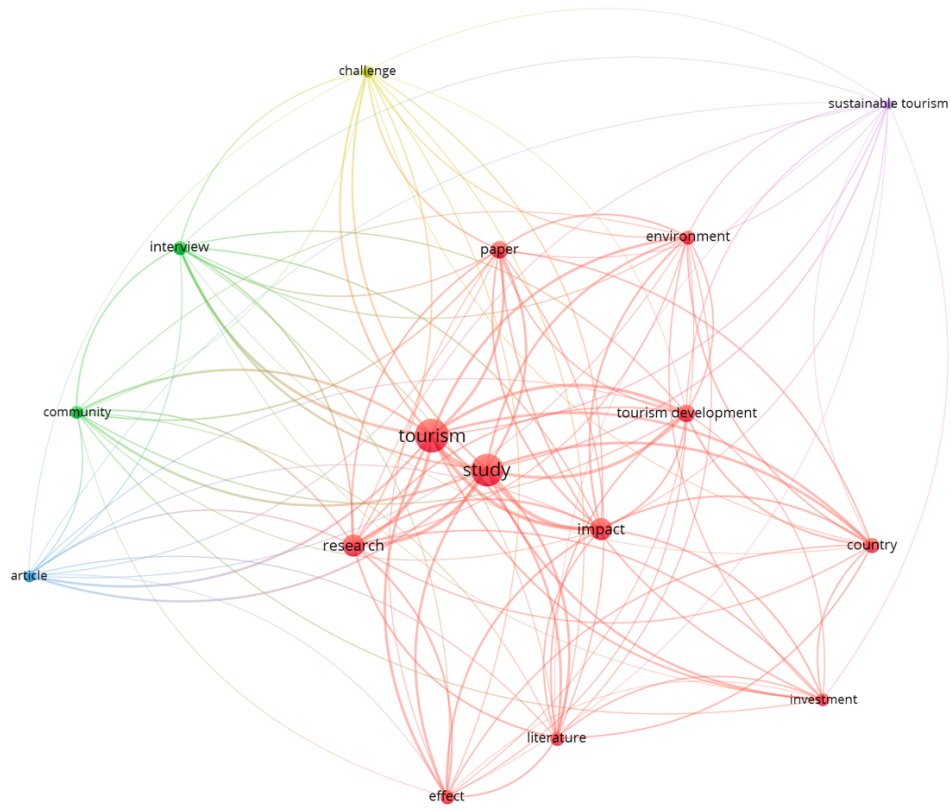 challenge
sustainable tourism
environment
interview
paper
community
tourism development
tourism
study
impact
research
country
article
investment
literature
effect